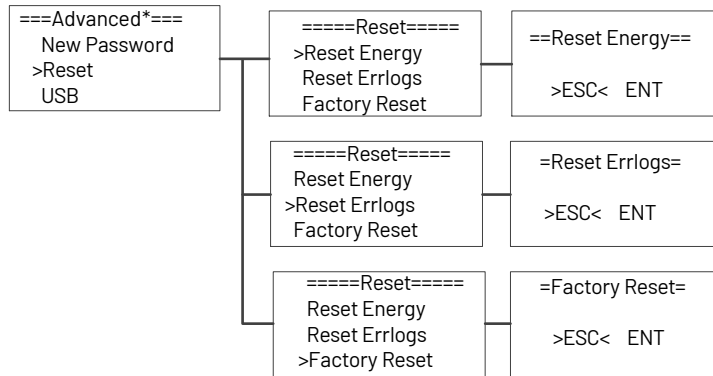 ===Advanced*===
New Password
>Reset
USB
=====Reset=====
>Reset Energy
Reset Errlogs
Factory Reset
==Reset Energy==
>ESC< ENT
=====Reset=====
Reset Energy
>Reset Errlogs
Factory Reset
=Reset Errlogs=
>ESC< ENT
=====Reset=====
Reset Energy
Reset Errlogs
>Factory Reset
=Factory Reset=
>ESC< ENT